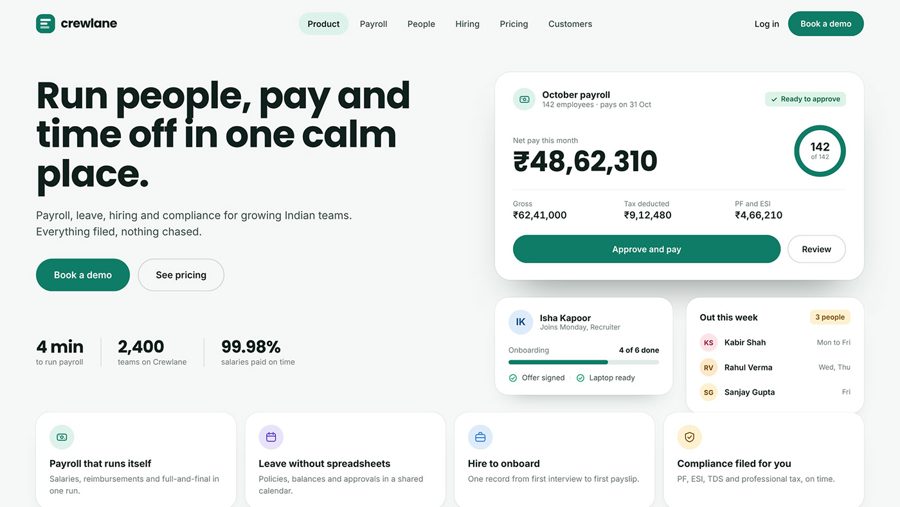 crewlane
Product
Payroll
People
Hiring
Pricing
Customers
Log in
Book a demo
Run people, pay and
time off in one calm
place.
Payroll, leave, hiring and compliance for growing Indian teams.
Everything filed, nothing chased.
Book a demo
See pricing
4 min
to run payroll
2,400
teams on Crewlane
99.98%
salaries paid on time
October payroll
142 employees · pays on 31 Oct
Ready to approve
Net pay this month
₹48,62,310
142
of 142
Gross
₹62,41,000
Tax deducted
₹9,12,480
PF and ESI
₹4,66,210
Approve and pay
Review
IK
Isha Kapoor
Joins Monday, Recruiter
Onboarding
4 of 6 done
Offer signed
Laptop ready
Out this week
3 people
KS
Kabir Shah
Mon to Fri
RV
Rahul Verma
Wed, Thu
SG
Sanjay Gupta
Fri
Payroll that runs itself
Salaries, reimbursements and full-and-final in
one run.
Leave without spreadsheets
Policies, balances and approvals in a shared
calendar.
Hire to onboard
One record from first interview to first payslip.
Compliance filed for you
PF, ESI, TDS and professional tax, on time.